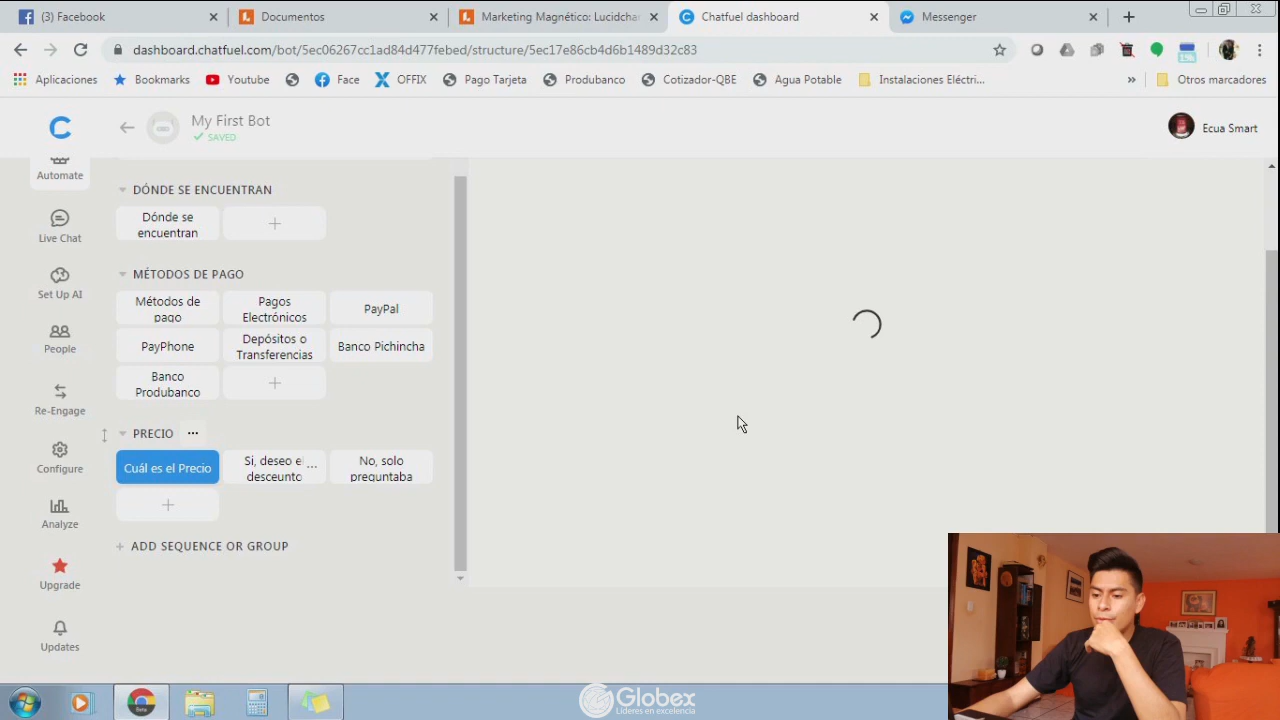 (3) Facebook
Documentos
Marketing Magnético: Lucidchar
Chatfuel dashboard
Messenger
dashboard.chatfuel.com/bot/5ec06267cc1ad84d477febed/structure/5ec17e86cb4d6b1489d32c83
Aplicaciones
Bookmarks
Youtube
Face
OFFIX
Pago Tarjeta
Produbanco
Cotizador-QBE
Agua Potable
Instalaciones Eléctri...
»
Otros marcadores
My First Bot
SAVED
Ecua Smart
Automate
Live Chat
Set Up AI
People
Re-Engage
Configure
Analyze
Upgrade
Updates
DÓNDE SE ENCUENTRAN
Dónde se
encuentran
+
MÉTODOS DE PAGO
Métodos de
pago
Pagos
Electrónicos
PayPal
PayPhone
Depósitos o
Transferencias
Banco Pichincha
Banco
Produbanco
+
PRECIO ...
Cuál es el Precio
Si, deseo el ...
descuento
No, solo
preguntaba
+
+ ADD SEQUENCE OR GROUP
Globex
Líderes en excelencia